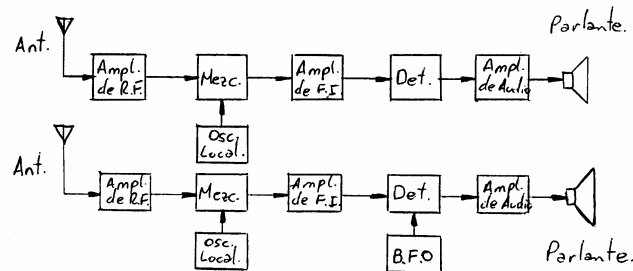 Parlante.
Ant.
Ampl.
de R.F.
Mezc.
Ampl.
de F.I.
Det.
Ampl.
de Audio
Osc.
Local.
Ant.
Ampl.
de R.F.
Mezc.
Ampl.
de F.I.
Det.
Ampl.
de Audio
Osc.
Local.
B.F.O
Parlante.